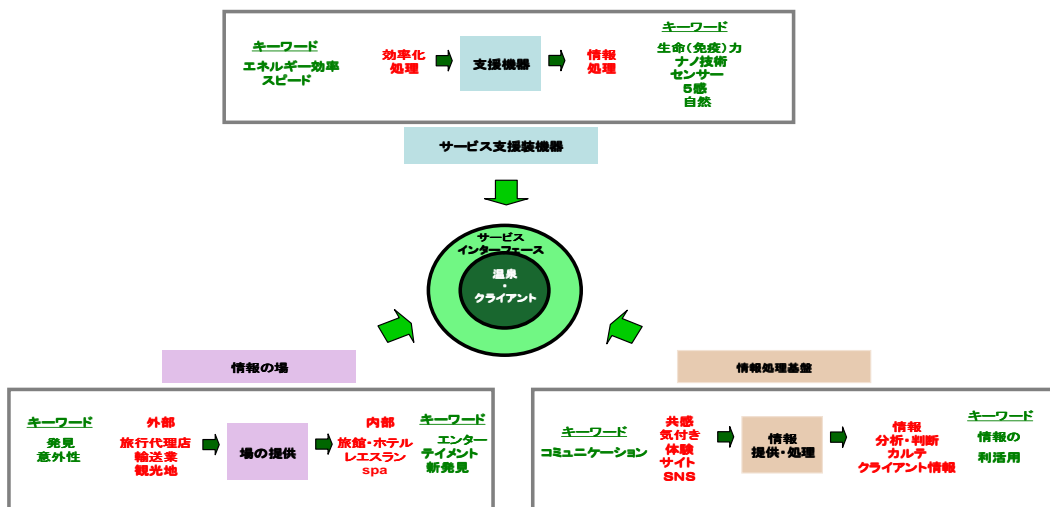 キーワード
エネルギー効率
スピード
効率化
処理
支援機器
情報
処理
キーワード
生命(免疫)力
ナノ技術
センサー
5感
自然
サービス支援装機器
サービス
インターフェース
温泉
・
クライアント
情報の場
キーワード
発見
意外性
外部
旅行代理店
輸送業
観光地
場の提供
内部
旅館・ホテル
レエスラン
spa
キーワード
エンター
テイメント
新発見
情報処理基盤
キーワード
コミュニケーション
共感
気付き
体験
サイト
SNS
情報
提供・処理
情報
分析・判断
カルテ
クライアント情報
キーワード
情報の
利活用